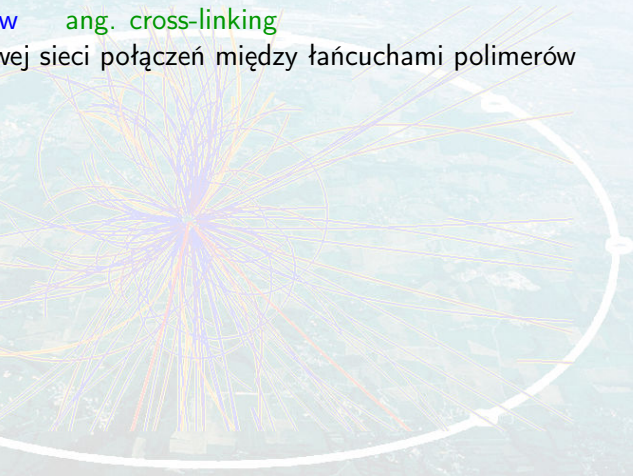 w ang. cross-linking
wej sieci połączeń między łańcuchami polimerów